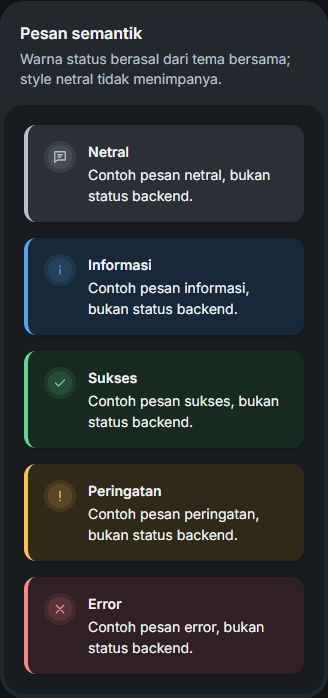 Pesan semantik
Warna status berasal dari tema bersama;
style netral tidak menimpanya.
Netral
Contoh pesan netral, bukan
status backend.
Informasi
Contoh pesan informasi,
bukan status backend.
Sukses
Contoh pesan sukses, bukan
status backend.
Peringatan
Contoh pesan peringatan,
bukan status backend.
Error
Contoh pesan error, bukan
status backend.